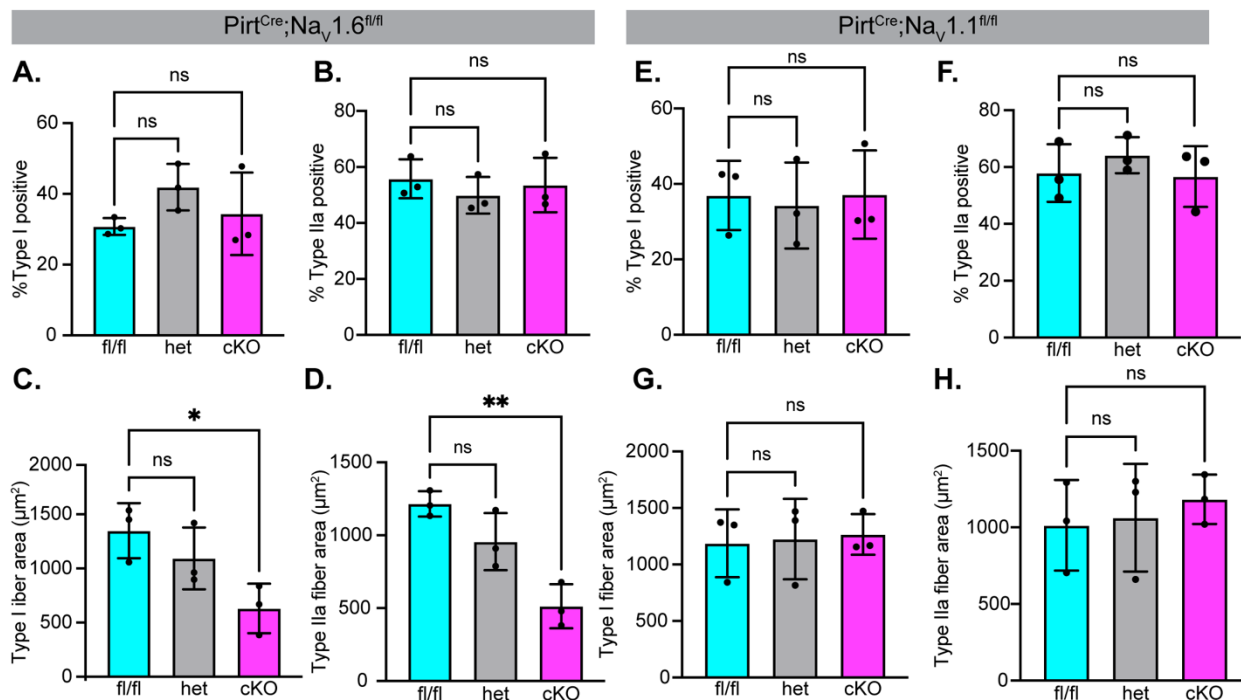 Pirt^Cre;Na_V1.6^fl/fl
Pirt^Cre;Na_V1.1^fl/fl
A.
ns
ns
%Type I positive
60
40
20
0
fl/fl het cKO
B.
ns
ns
% Type IIa positive
80
60
40
20
0
fl/fl het cKO
E.
ns
ns
% Type I positive
60
40
20
0
fl/fl het cKO
F.
ns
ns
% Type IIa positive
80
60
40
20
0
fl/fl het cKO
C.
*
ns
Type I iber area (µm²)
2000
1500
1000
500
0
fl/fl het cKO
D.
**
ns
Type IIa fiber area (µm²)
1500
1000
500
0
fl/fl het cKO
G.
ns
ns
Type I fiber area (µm²)
2000
1500
1000
500
0
fl/fl het cKO
H.
ns
ns
Type IIa fiber area (µm²)
1500
1000
500
0
fl/fl het cKO